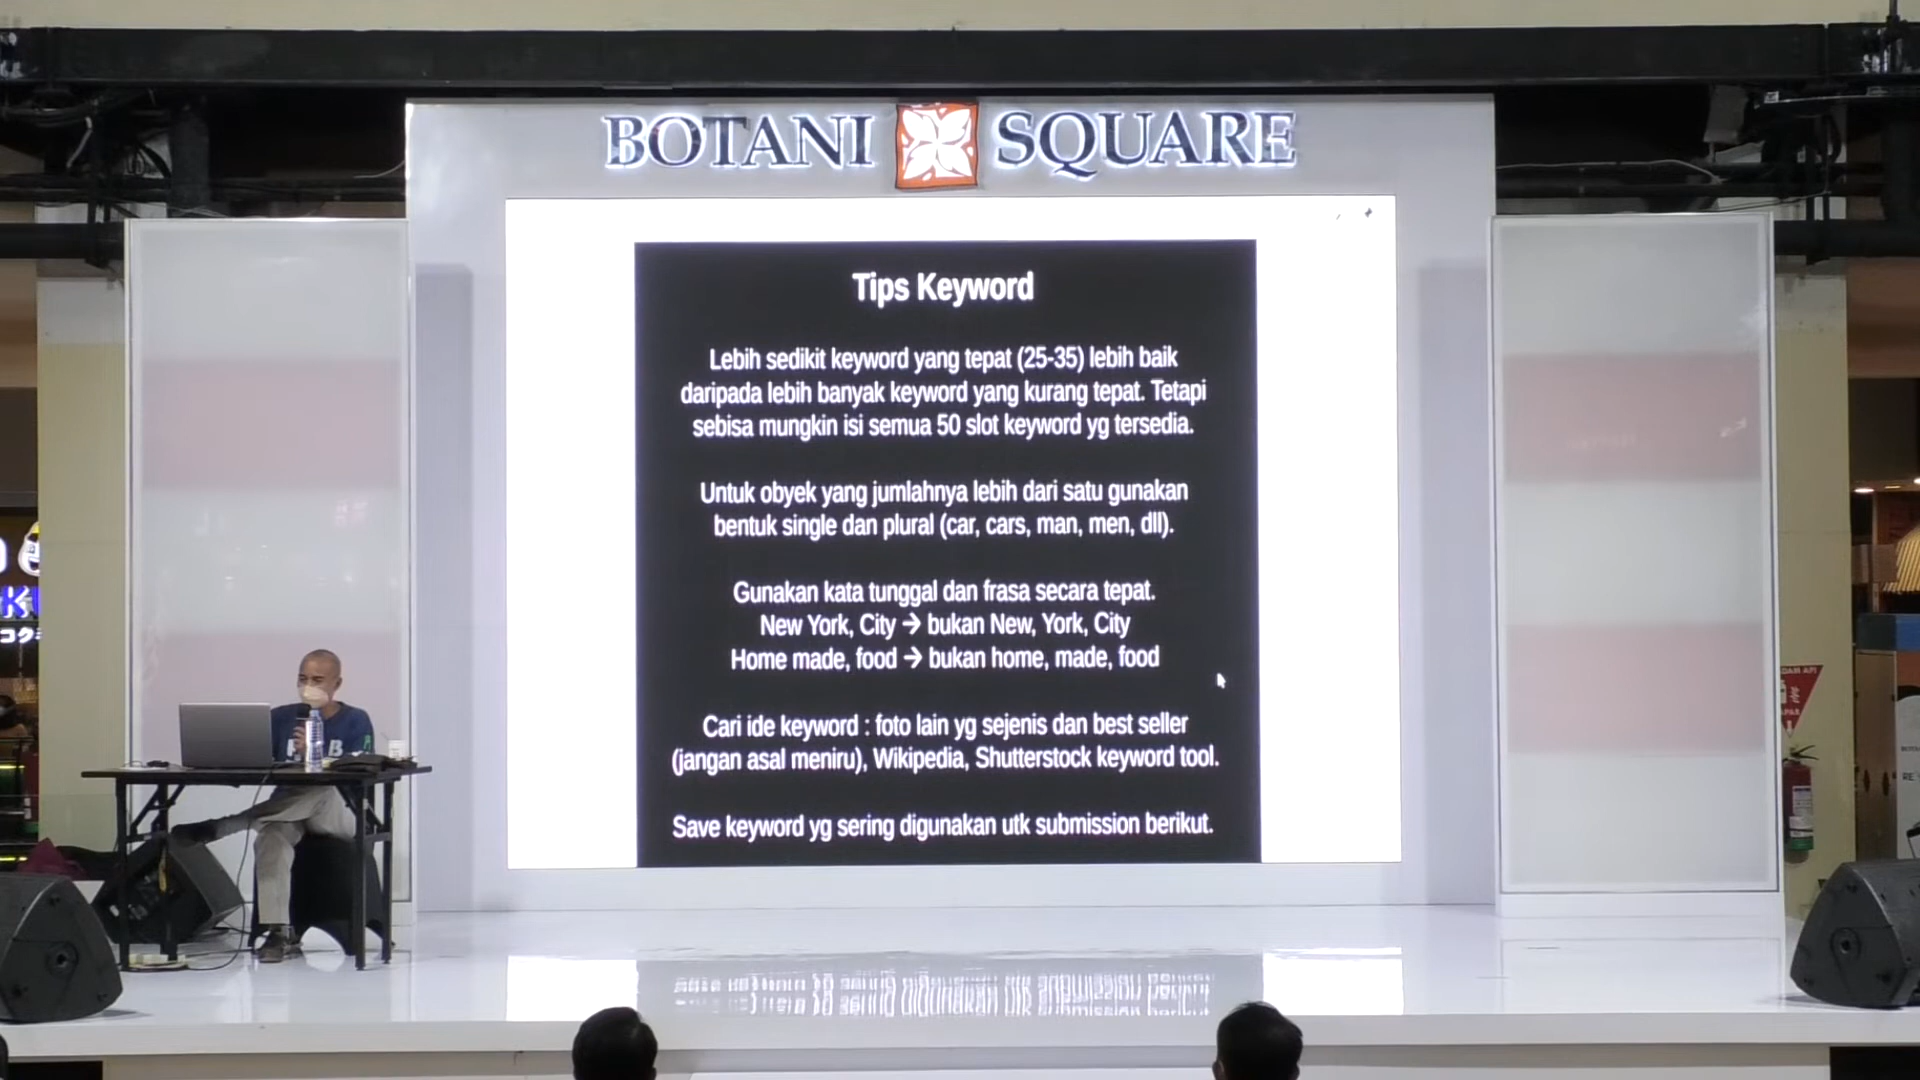 BOTANI SQUARE
Tips Keyword
Lebih sedikit keyword yang tepat (25-35) lebih baik
daripada lebih banyak keyword yang kurang tepat. Tetapi
sebisa mungkin isi semua 50 slot keyword yg tersedia.
Untuk obyek yang jumlahnya lebih dari satu gunakan
bentuk single dan plural (car, cars, man, men, dll).
Gunakan kata tunggal dan frasa secara tepat.
New York, City → bukan New, York, City
Home made, food → bukan home, made, food
Cari ide keyword : foto lain yg sejenis dan best seller
(jangan asal meniru), Wikipedia, Shutterstock keyword tool.
Save keyword yg sering digunakan utk submission berikut.